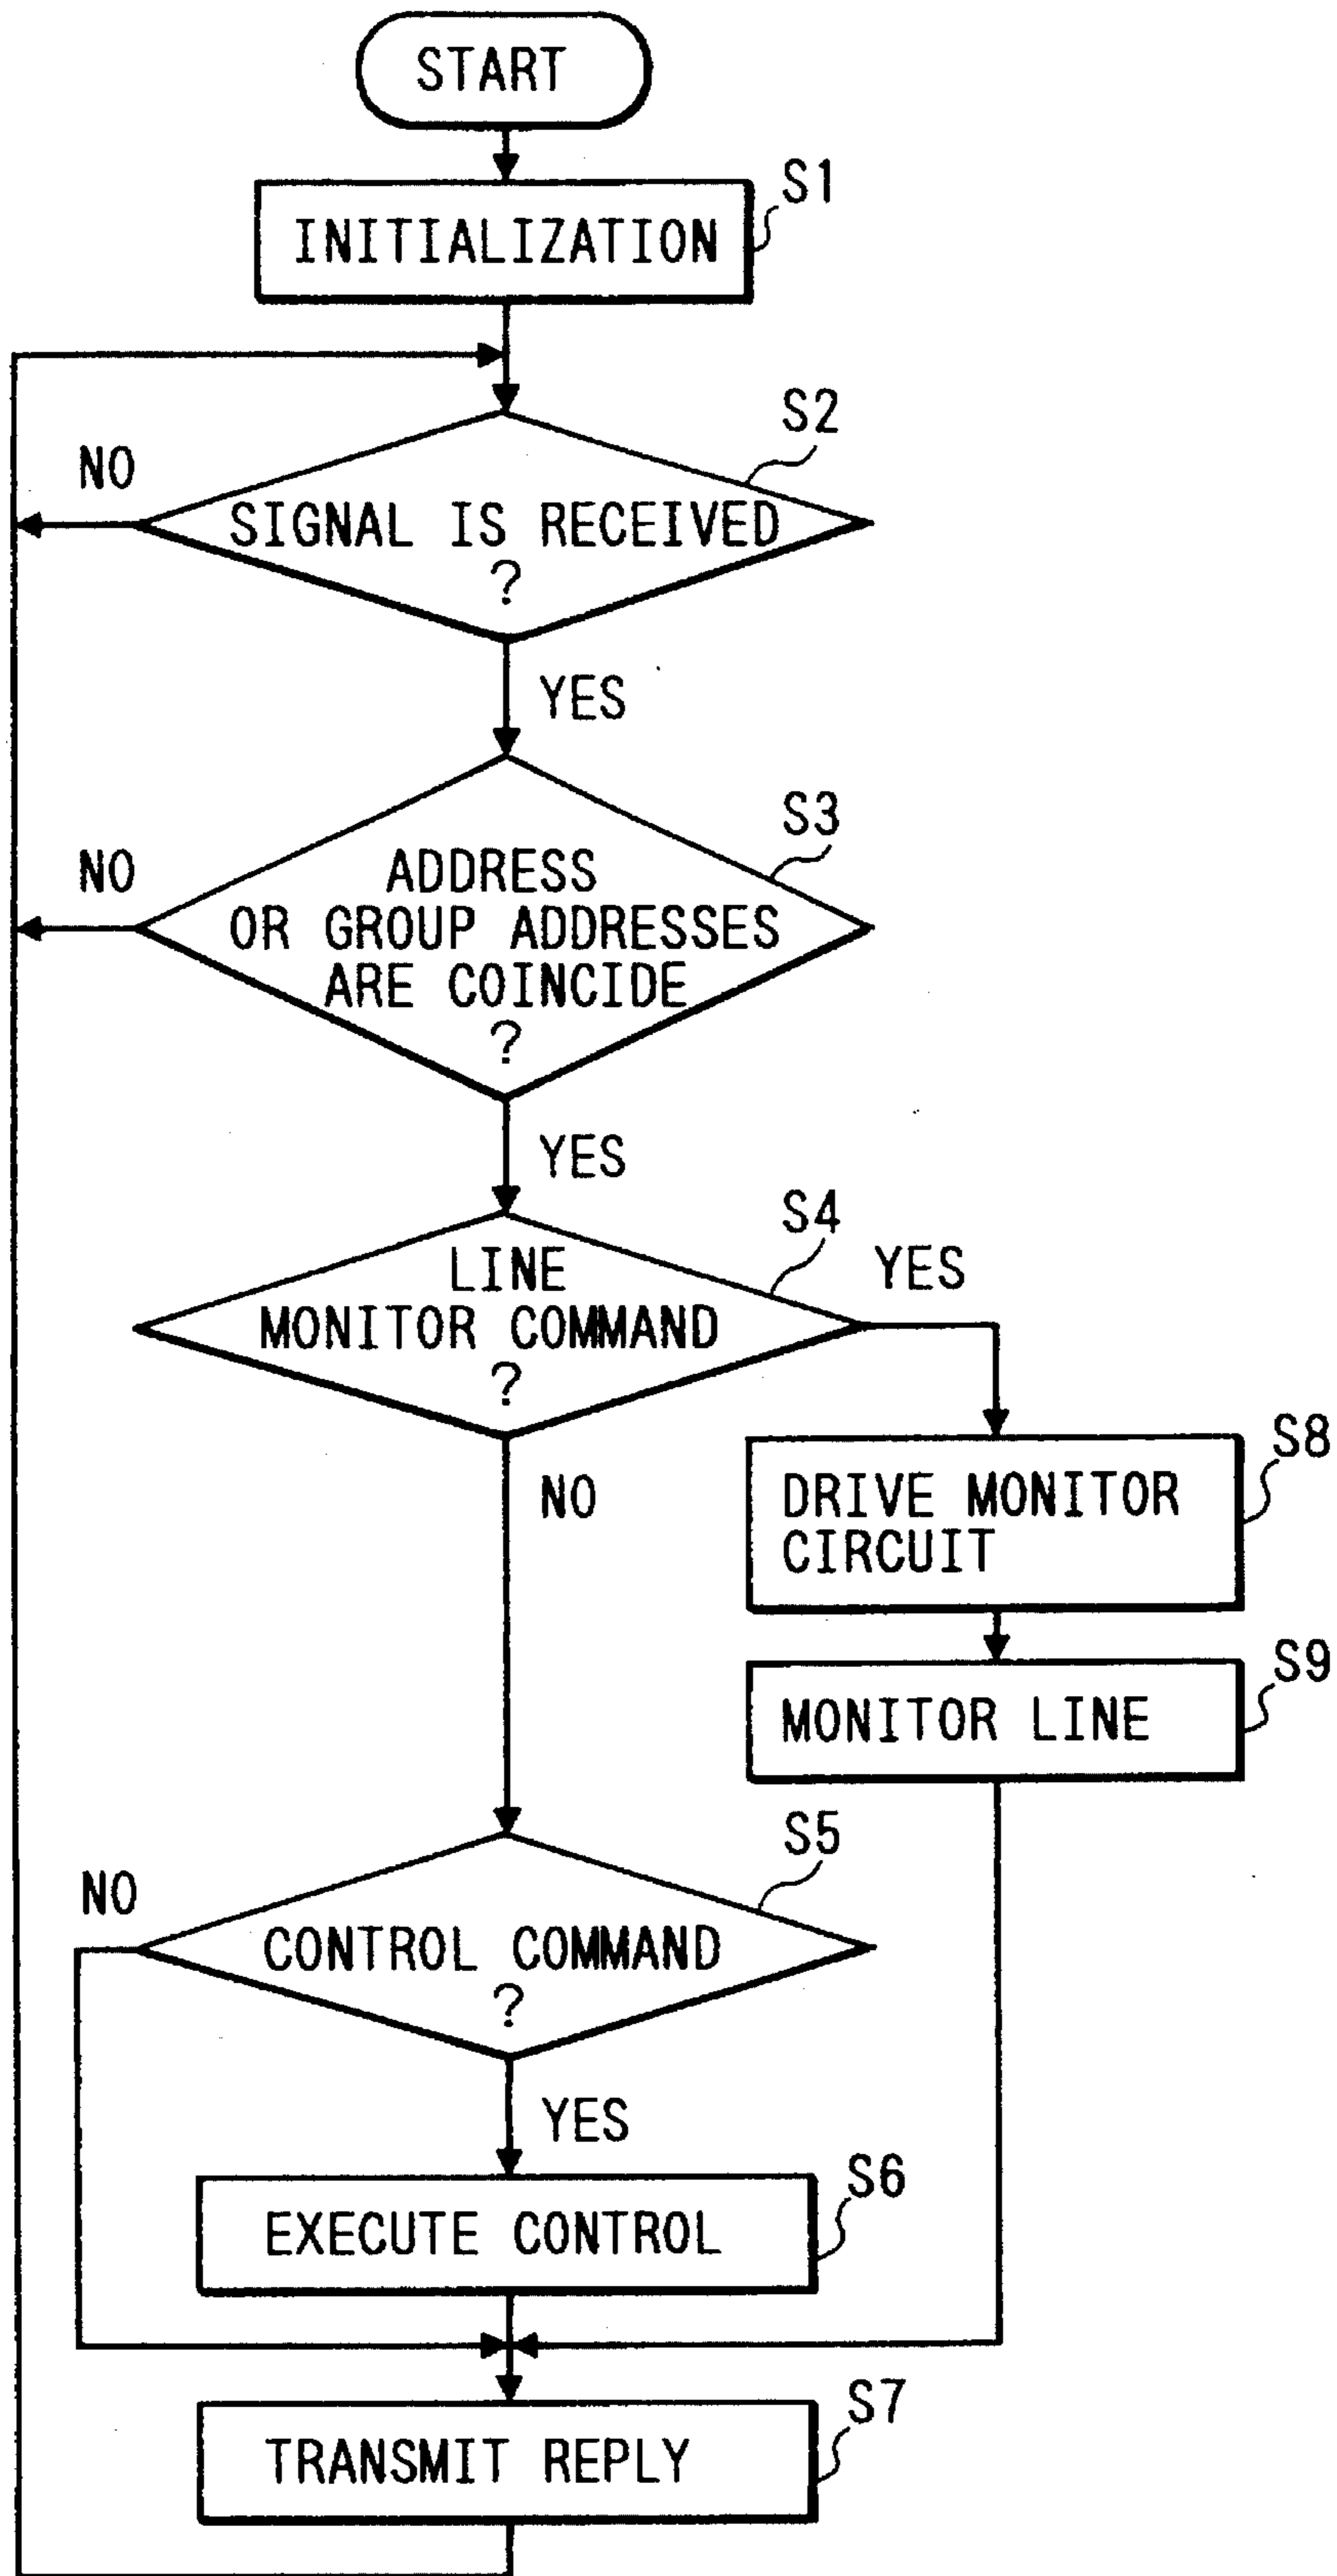 START
S1
INITIALIZATION
S2
NO
SIGNAL IS RECEIVED
?
YES
S3
NO
ADDRESS
OR GROUP ADDRESSES
ARE COINCIDE
?
YES
S4
YES
LINE
MONITOR COMMAND
?
NO
S8
DRIVE MONITOR
CIRCUIT
S9
MONITOR LINE
S5
NO
CONTROL COMMAND
?
YES
S6
EXECUTE CONTROL
S7
TRANSMIT REPLY